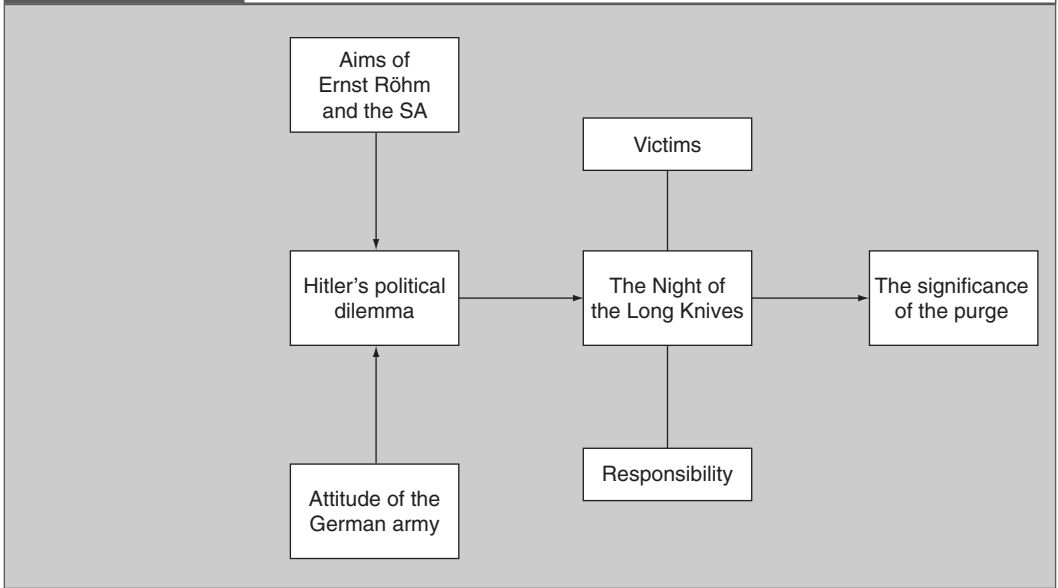 Aims of
Ernst Röhm
and the SA
Victims
Hitler's political
dilemma
The Night of
the Long Knives
The significance
of the purge
Attitude of the
German army
Responsibility